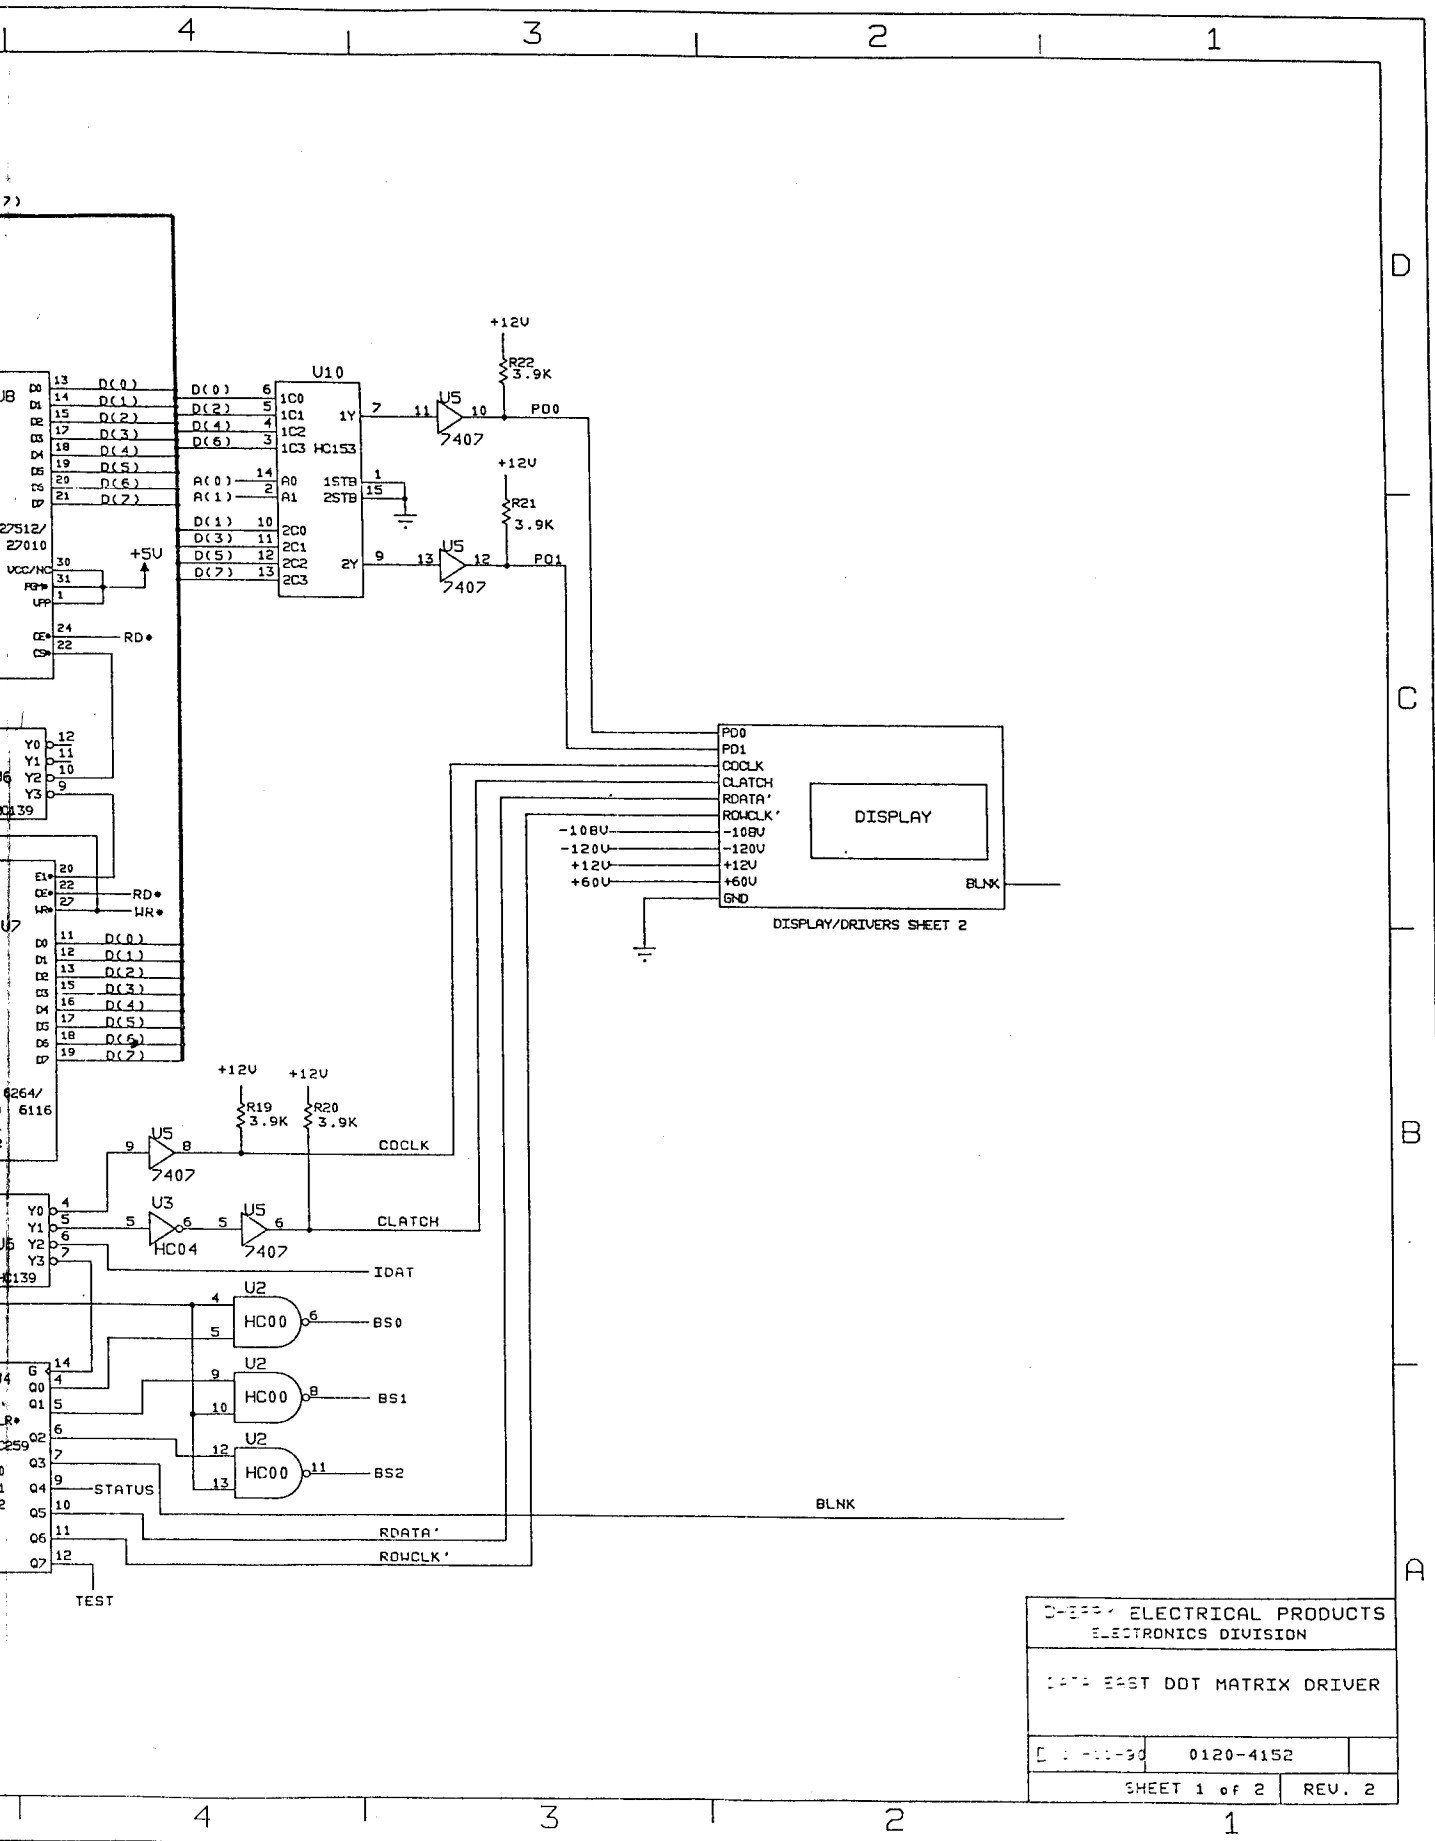 4 3 2 1
7)
D
+12V
R22
3.9K
U10
U8
D0 13 D(0)
D1 14 D(1)
D2 15 D(2)
D3 17 D(3)
D4 18 D(4)
D5 19 D(5)
D6 20 D(6)
D7 21 D(7)
D(0) 6 1C0
D(2) 5 1C1
D(4) 4 1C2
D(6) 3 1C3 HC153
1Y 7
11 U5 10 PD0
7407
+12V
R21
3.9K
A(0) 14 A0
A(1) 2 A1
1STB 1
2STB 15
D(1) 10 2C0
D(3) 11 2C1
D(5) 12 2C2
D(7) 13 2C3
2Y 9
13 U5 12 PD1
7407
27512/
27010
+5V
VCC/NC 30
PGM* 31
VPP 1
OE* 24 RD*
CS* 22
C
Y0 12
Y1 11
Y2 10
Y3 9
PD0
PD1
COCLK
CLATCH
RDATA'
ROWCLK'
-108V -108V
-120V -120V
+12V +12V
+60V +60V
GND
DISPLAY
BLNK
DISPLAY/DRIVERS SHEET 2
E1* 20
OE* 22 RD*
WR* 27 WR*
U7
D0 11 D(0)
D1 12 D(1)
D2 13 D(2)
D3 15 D(3)
D4 16 D(4)
D5 17 D(5)
D6 18 D(6)
D7 19 D(7)
6264/
6116
+12V +12V
R19
3.9K
R20
3.9K
B
9 U5 8 COCLK
7407
Y0 4
Y1 5
Y2 6
Y3 7
5 U3 6
HC04
5 U5 6 CLATCH
7407
IDAT
U2
4
5
HC00 6 BS0
U2
9
10
HC00 8 BS1
U2
12
13
HC00 11 BS2
G 14
Q0 4
Q1 5
Q2 6
Q3 7
Q4 9 STATUS
Q5 10
Q6 11
Q7 12
TEST
BLNK
RDATA'
ROWCLK'
A
CHERRY ELECTRICAL PRODUCTS
ELECTRONICS DIVISION
DATA EAST DOT MATRIX DRIVER
0120-4152
SHEET 1 of 2 REV. 2
4 3 2 1